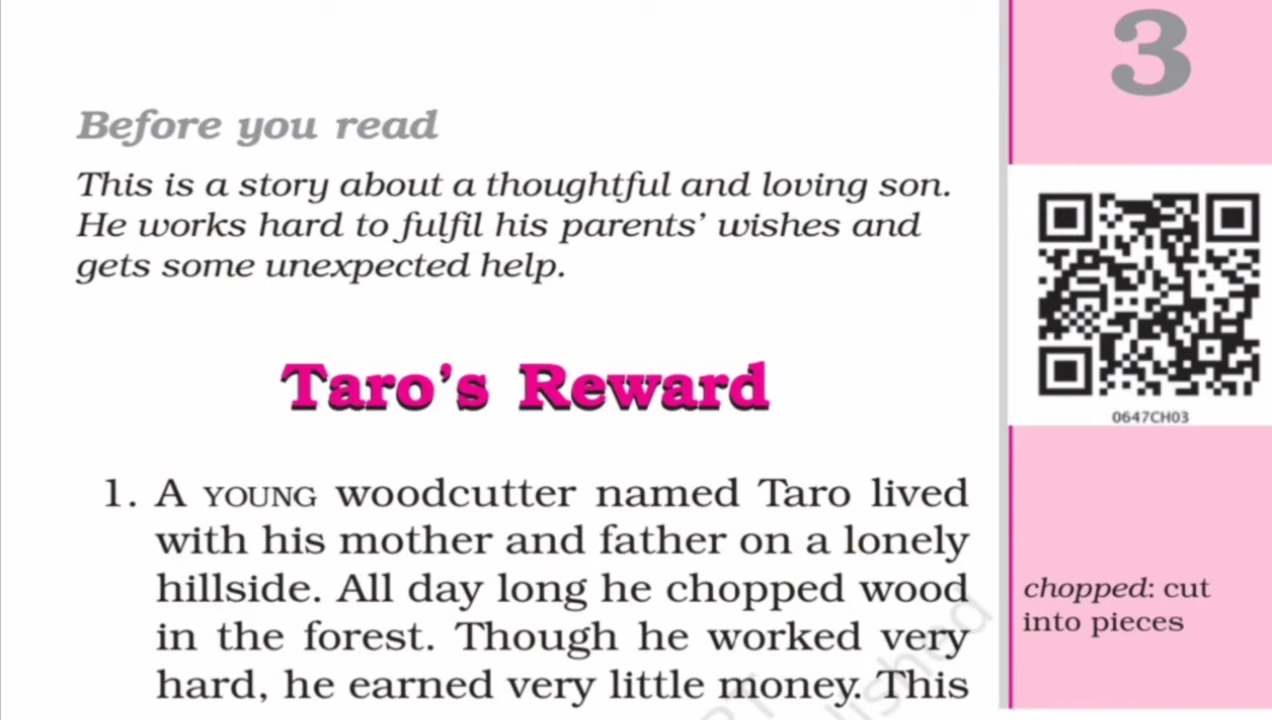 3
Before you read
This is a story about a thoughtful and loving son.
He works hard to fulfil his parents' wishes and
gets some unexpected help.
Taro's Reward
0647CH03
1. A YOUNG woodcutter named Taro lived
with his mother and father on a lonely
hillside. All day long he chopped wood
in the forest. Though he worked very
hard, he earned very little money. This
chopped: cut
into pieces